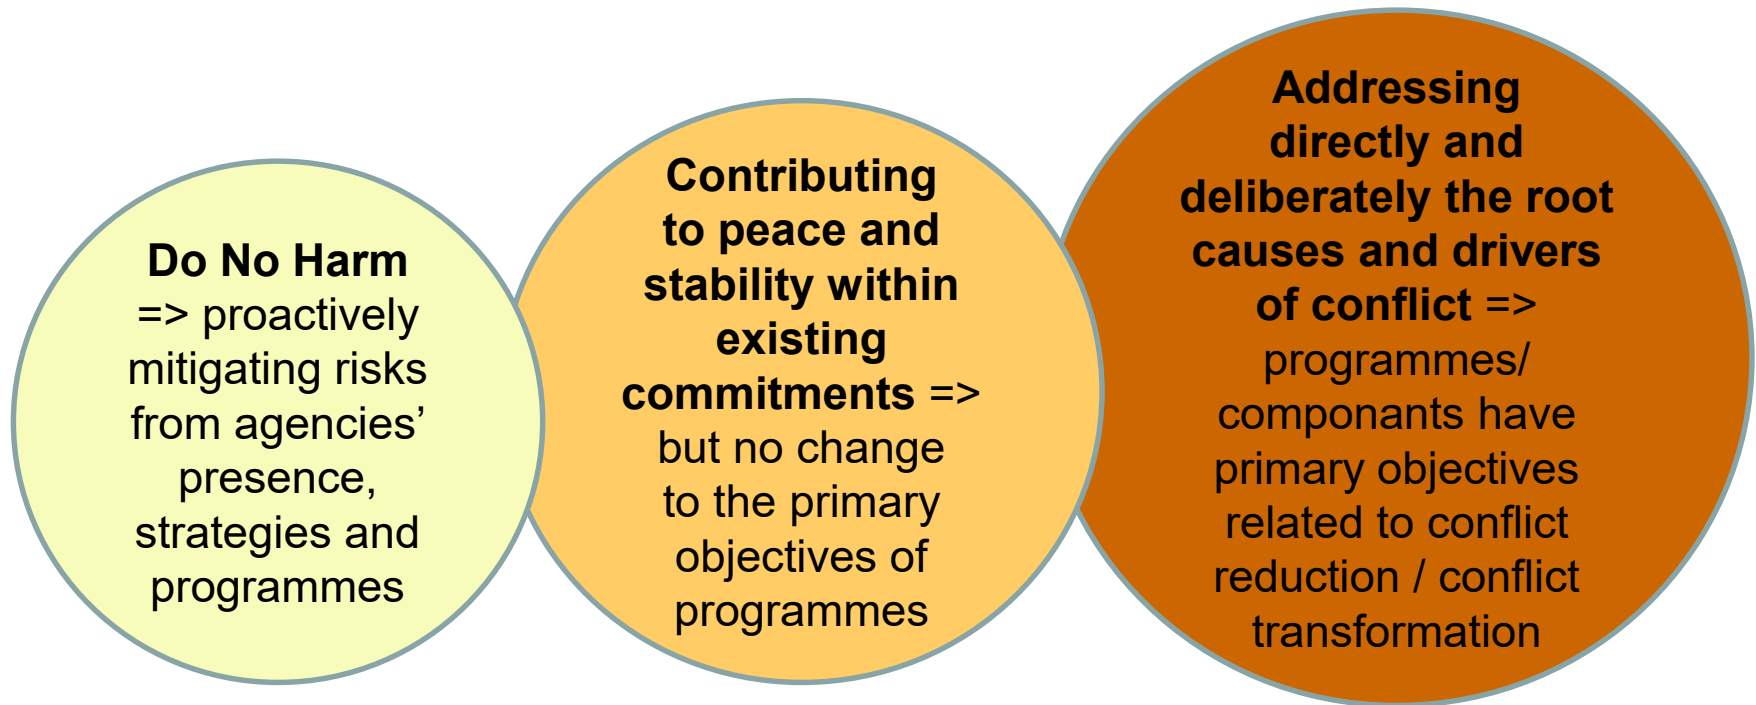 Do No Harm
=> proactively
mitigating risks
from agencies’
presence,
strategies and
programmes
Contributing
to peace and
stability within
existing
commitments =>
but no change
to the primary
objectives of
programmes
Addressing
directly and
deliberately the root
causes and drivers
of conflict =>
programmes/
componants have
primary objectives
related to conflict
reduction / conflict
transformation